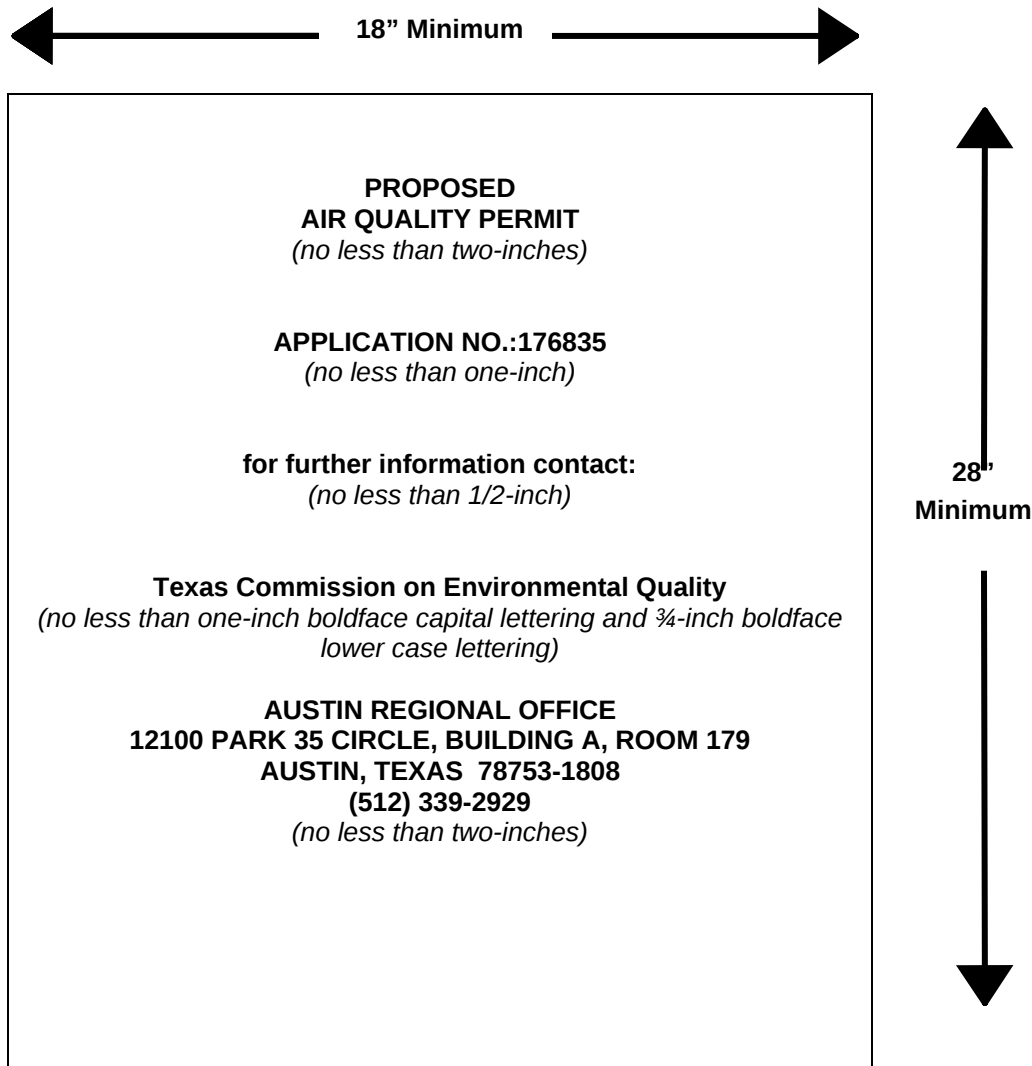 18” Minimum
PROPOSED
AIR QUALITY PERMIT
(no less than two-inches)
APPLICATION NO.:176835
(no less than one-inch)
for further information contact:
(no less than 1/2-inch)
Texas Commission on Environmental Quality
(no less than one-inch boldface capital lettering and ¾-inch boldface
lower case lettering)
AUSTIN REGIONAL OFFICE
12100 PARK 35 CIRCLE, BUILDING A, ROOM 179
AUSTIN, TEXAS  78753-1808
(512) 339-2929
(no less than two-inches)
28”
Minimum